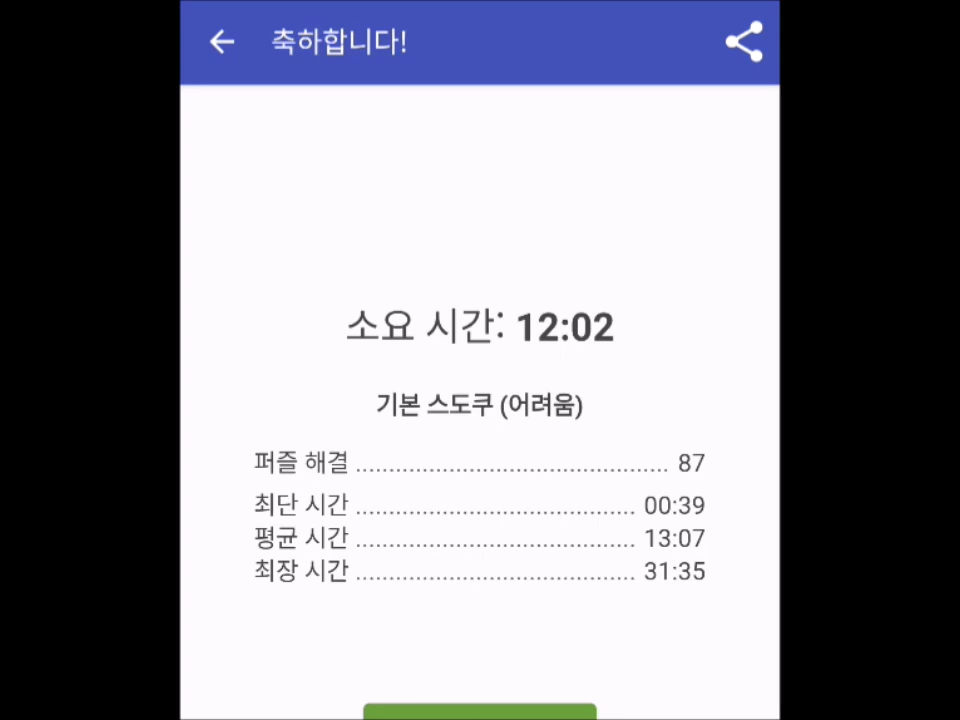 축하합니다!
소요 시간: 12:02
기본 스도쿠 (어려움)
퍼즐 해결 ................................................ 87
최단 시간 ........................................... 00:39
평균 시간 ........................................... 13:07
최장 시간 ........................................... 31:35